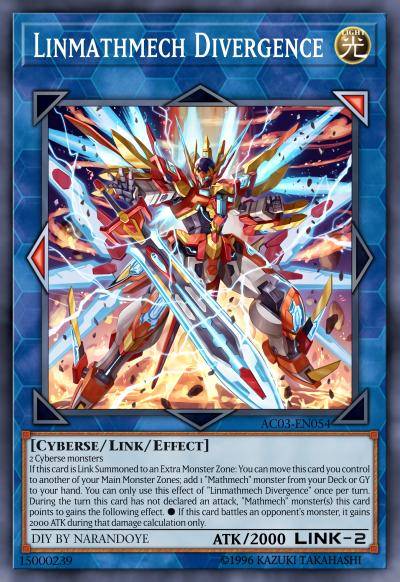 LINMATHMECH DIVERGENCE
LIGHT
光
AC03-EN054
[CYBERSE/LINK/EFFECT]
2 Cyberse monsters
If this card is Link Summoned to an Extra Monster Zone: You can move this card you control
to another of your Main Monster Zones; add 1 "Mathmech" monster from your Deck or GY
to your hand. You can only use this effect of "Linmathmech Divergence" once per turn.
During the turn this card has not declared an attack, "Mathmech" monster(s) this card
points to gains the following effect. ● If this card battles an opponent's monster, it gains
2000 ATK during that damage calculation only.
DIY BY NARANDOYE
ATK/2000 LINK-2
15000239
©1996 KAZUKI TAKAHASHI